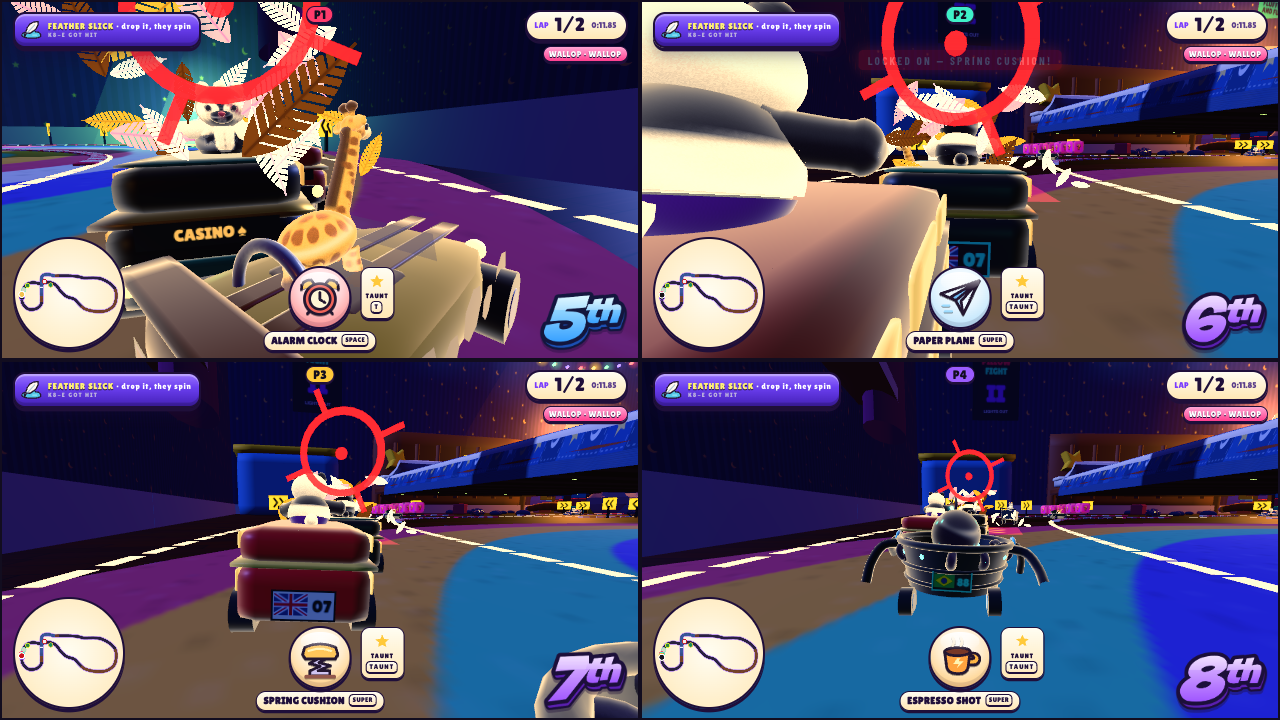 FEATHER SLICK · drop it, they spin
K8-E GOT HIT
P1
LAP 1/2 0:11.85
WALLOP - WALLOP
CASINO ♠
TAUNT
T
ALARM CLOCK SPACE
5th
FEATHER SLICK · drop it, they spin
K8-E GOT HIT
P2
LAP 1/2 0:11.85
WALLOP - WALLOP
LOCKED ON — SPRING CUSHION!
07
TAUNT
TAUNT
PAPER PLANE SUPER
6th
FEATHER SLICK · drop it, they spin
K8-E GOT HIT
P3
LAP 1/2 0:11.85
WALLOP - WALLOP
07
TAUNT
TAUNT
SPRING CUSHION SUPER
7th
FEATHER SLICK · drop it, they spin
K8-E GOT HIT
P4
FIGHT
LAP 1/2 0:11.85
WALLOP - WALLOP
88
TAUNT
TAUNT
ESPRESSO SHOT SUPER
8th